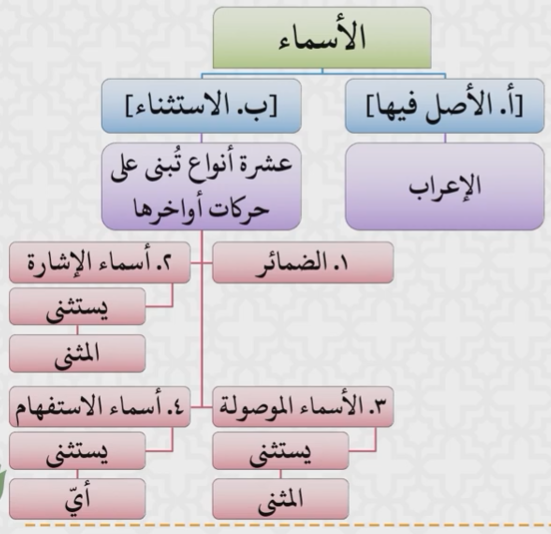 الأسماء
[أ. الأصل فيها]
[ب. الاستثناء]
الإعراب
عشرة أنواع تُبنى على
حركات أواخرها
١. الضمائر
٢. أسماء الإشارة
يستثنى
المثنى
٣. الأسماء الموصولة
يستثنى
المثنى
٤. أسماء الاستفهام
يستثنى
أيّ